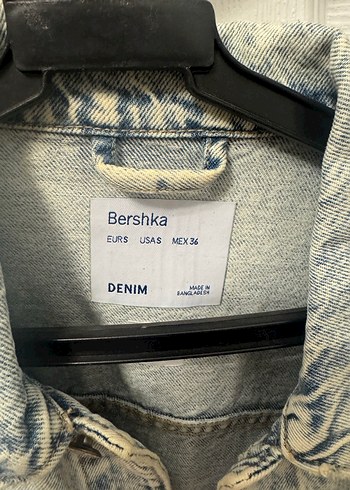 Bershka
EUR S USA S MEX 36
DENIM
MADE IN
BANGLADESH